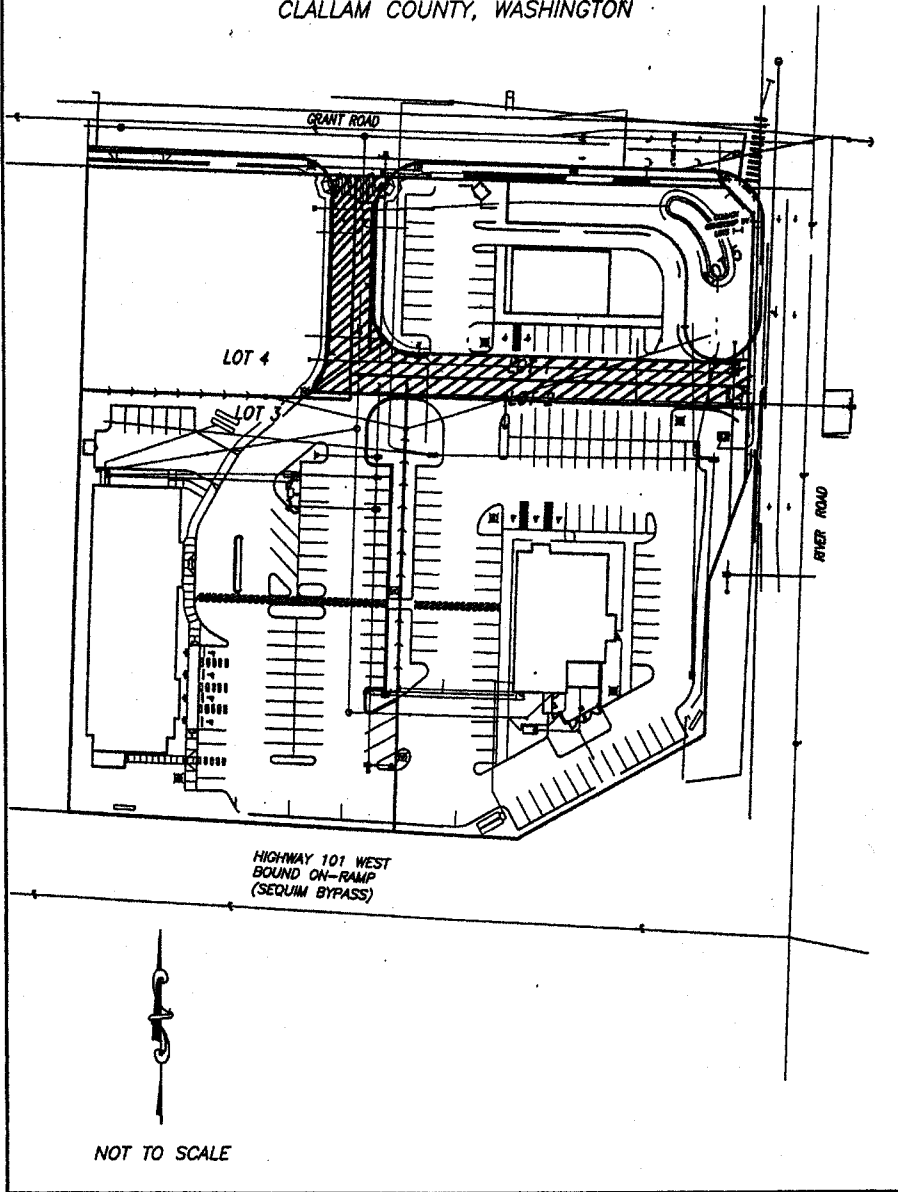 CLALLAM COUNTY, WASHINGTON
GRANT ROAD
LOT 4
LOT 3
RIVER ROAD
HIGHWAY 101 WEST
BOUND ON-RAMP
(SEQUIM BYPASS)
NOT TO SCALE